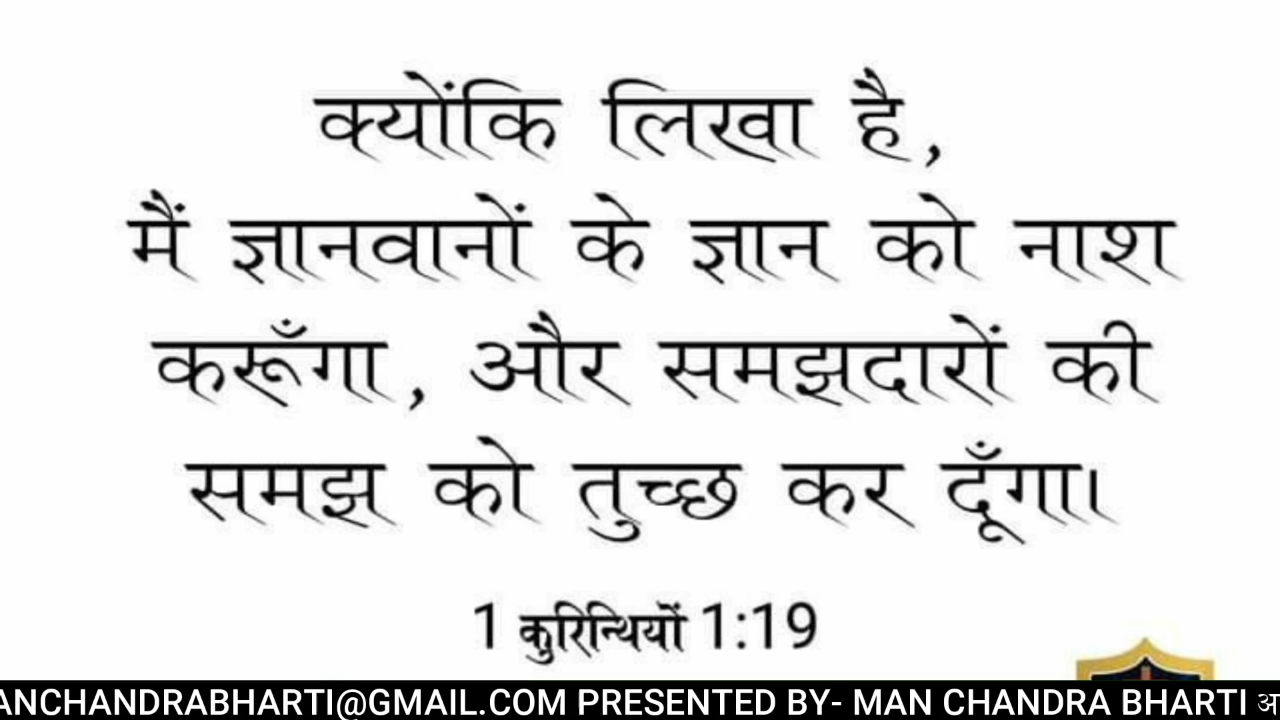 क्योंकि लिखा है,
मैं ज्ञानवानों के ज्ञान को नाश
करूँगा, और समझदारों की
समझ को तुच्छ कर दूँगा।
1 कुरिन्थियों 1:19
ANCHANDRABHARTI@GMAIL.COM PRESENTED BY- MAN CHANDRA BHARTI अ